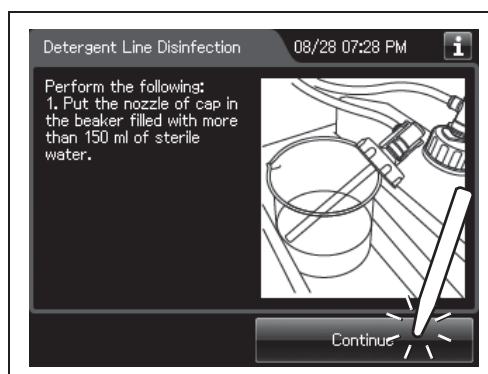 Detergent Line Disinfection 08/28 07:28 PM i
Perform the following:
1. Put the nozzle of cap in
the beaker filled with more
than 150 ml of sterile
water.
Continue